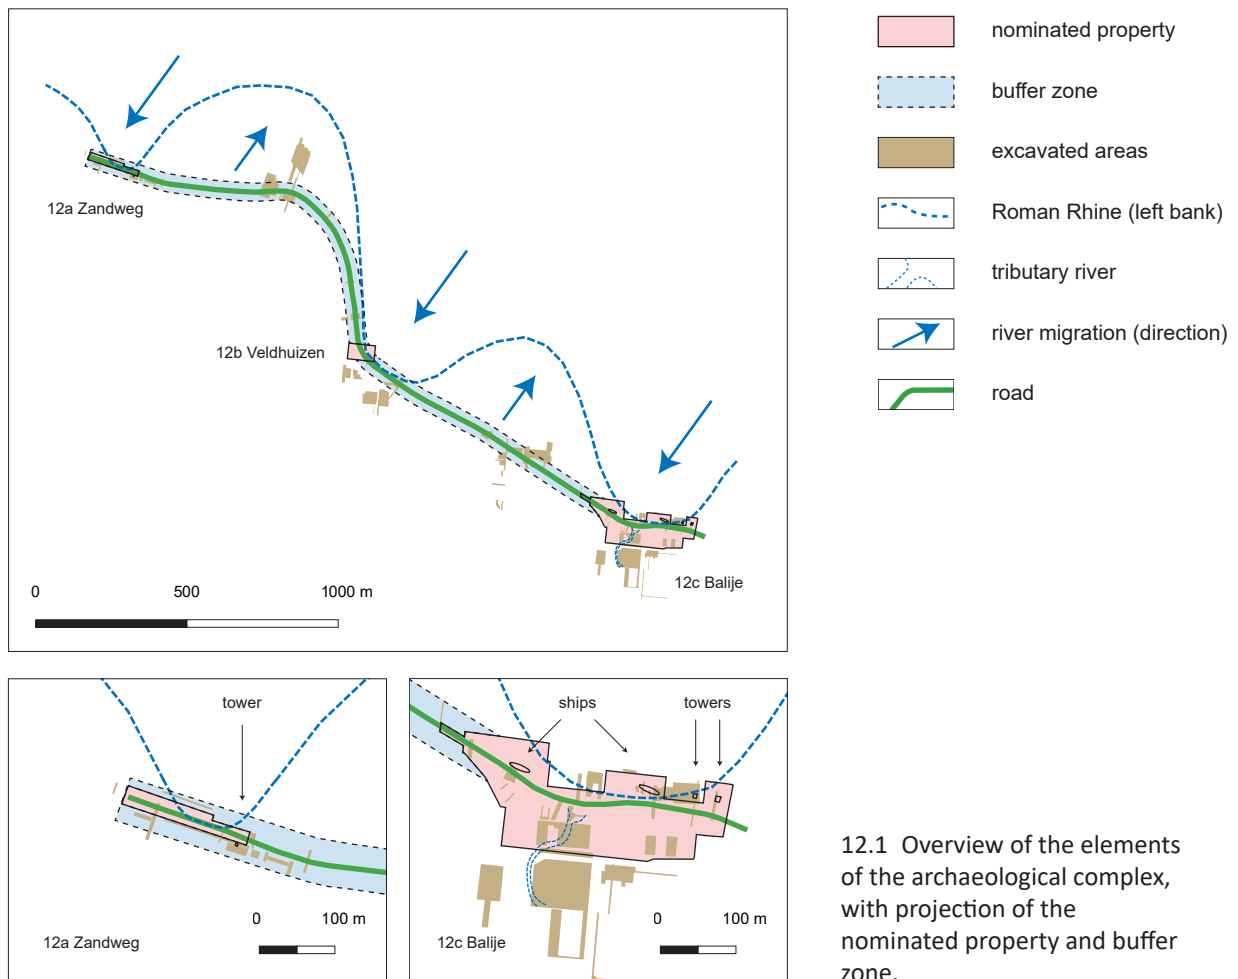 nominated property
buffer zone
excavated areas
Roman Rhine (left bank)
tributary river
river migration (direction)
road
12a Zandweg
12b Veldhuizen
12c Balije
0 500 1000 m
tower
0 100 m
12a Zandweg
ships towers
0 100 m
12c Balije
12.1 Overview of the elements
of the archaeological complex,
with projection of the
nominated property and buffer
zone.